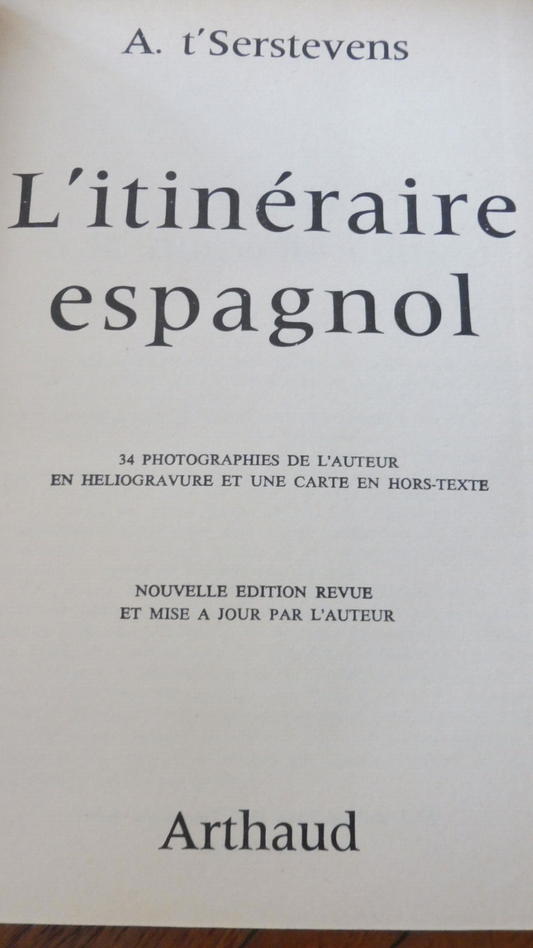 A. t'Serstevens
L'itinéraire
espagnol
34 PHOTOGRAPHIES DE L'AUTEUR
EN HELIOGRAVURE ET UNE CARTE EN HORS-TEXTE
NOUVELLE EDITION REVUE
ET MISE A JOUR PAR L'AUTEUR
Arthaud